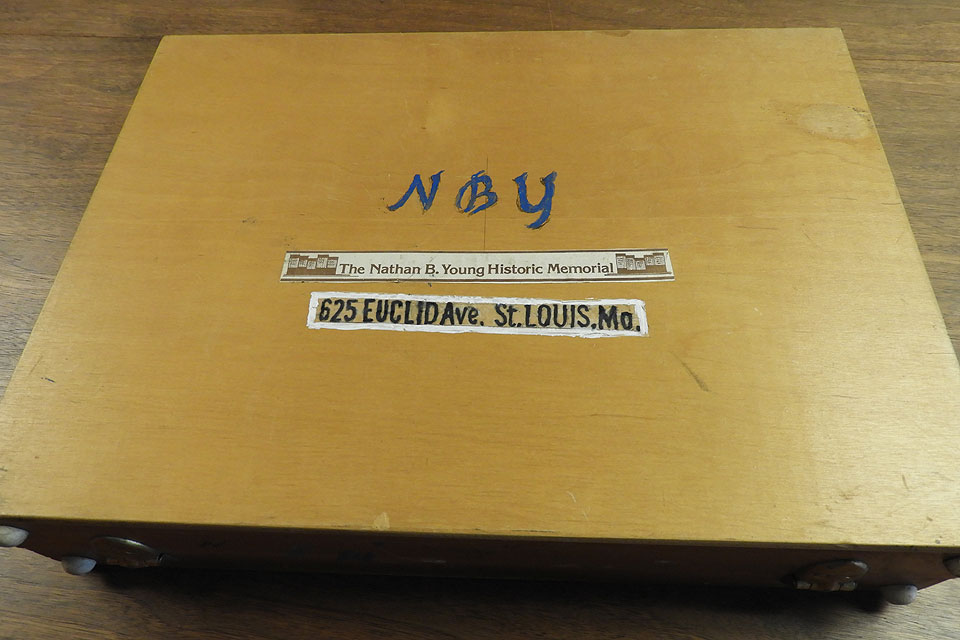 NBY
The Nathan B. Young Historic Memorial
625 EUCLID Ave. St. LOUIS, Mo.